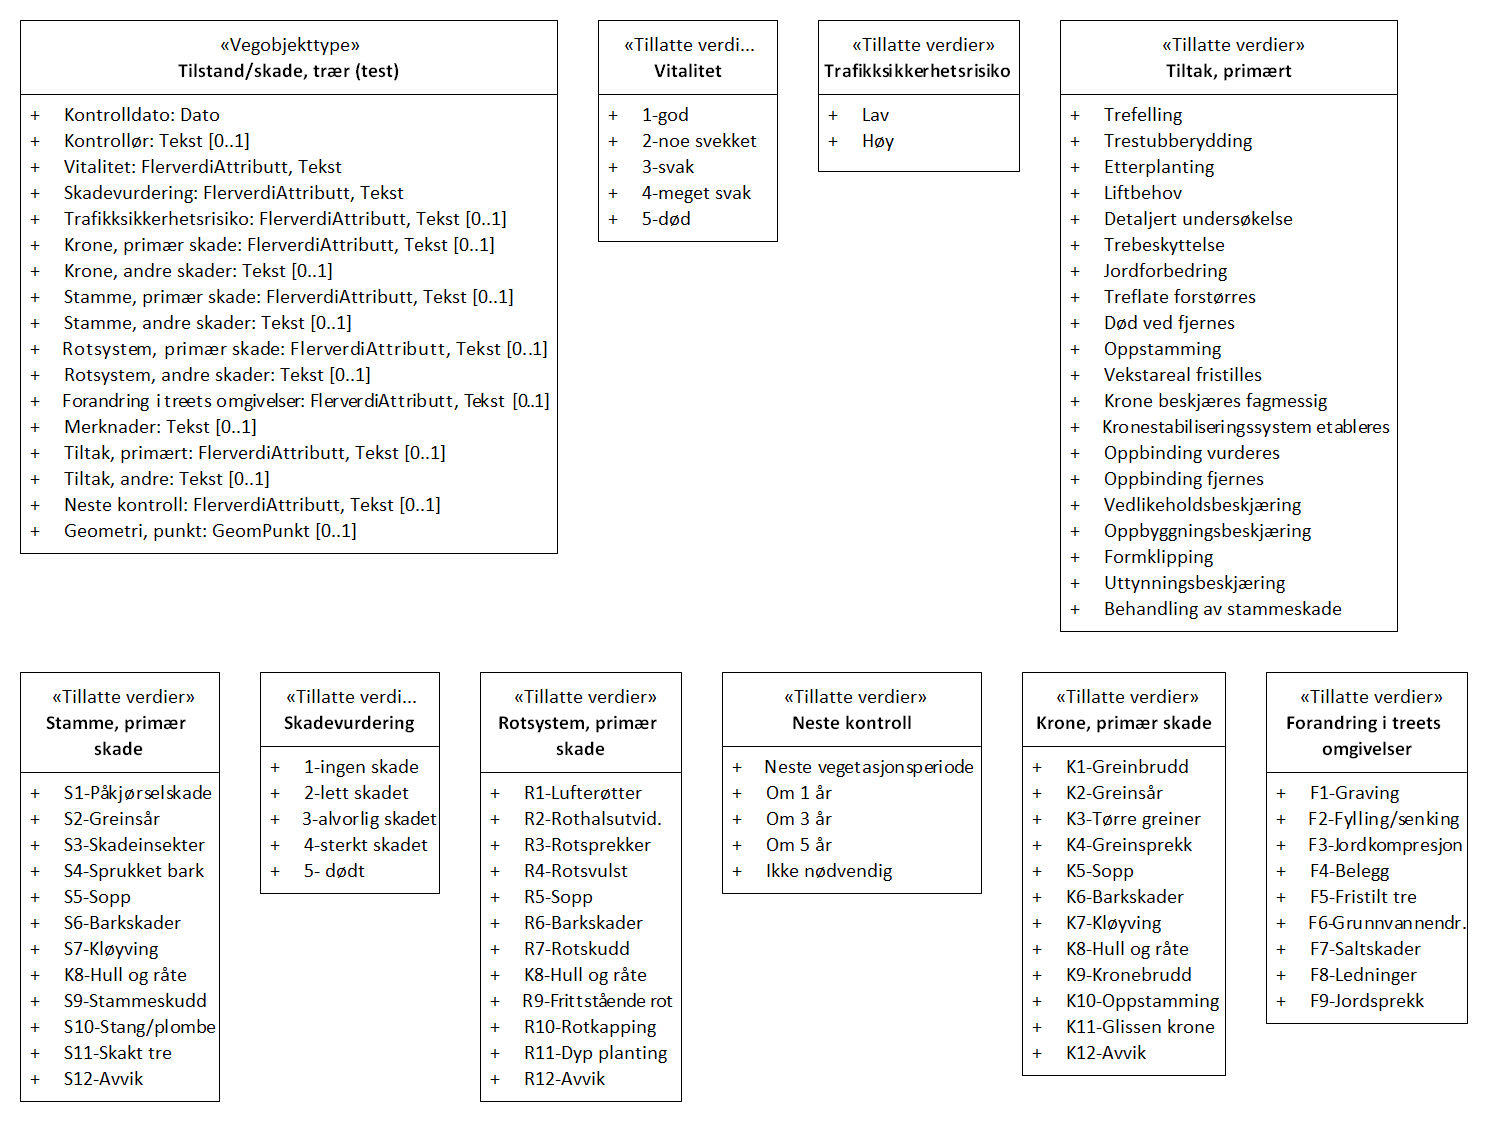 «Vegobjekttype»
Tilstand/skade, trær (test)
+ Kontrolldato: Dato
+ Kontrollør: Tekst [0..1]
+ Vitalitet: FlerverdiAttributt, Tekst
+ Skadevurdering: FlerverdiAttributt, Tekst
+ Trafikksikkerhetsrisiko: FlerverdiAttributt, Tekst [0..1]
+ Krone, primær skade: FlerverdiAttributt, Tekst [0..1]
+ Krone, andre skader: Tekst [0..1]
+ Stamme, primær skade: FlerverdiAttributt, Tekst [0..1]
+ Stamme, andre skader: Tekst [0..1]
+ Rotsystem, primær skade: FlerverdiAttributt, Tekst [0..1]
+ Rotsystem, andre skader: Tekst [0..1]
+ Forandring i treets omgivelser: FlerverdiAttributt, Tekst [0..1]
+ Merknader: Tekst [0..1]
+ Tiltak, primært: FlerverdiAttributt, Tekst [0..1]
+ Tiltak, andre: Tekst [0..1]
+ Neste kontroll: FlerverdiAttributt, Tekst [0..1]
+ Geometri, punkt: GeomPunkt [0..1]
«Tillatte verdi...
Vitalitet
+ 1-god
+ 2-noe svekket
+ 3-svak
+ 4-meget svak
+ 5-død
«Tillatte verdier»
Trafikksikkerhetsrisiko
+ Lav
+ Høy
«Tillatte verdier»
Tiltak, primært
+ Trefelling
+ Trestubberydding
+ Etterplanting
+ Liftbehov
+ Detaljert undersøkelse
+ Trebeskyttelse
+ Jordforbedring
+ Treflate forstørres
+ Død ved fjernes
+ Oppstamming
+ Vekstareal fristilles
+ Krone beskjæres fagmessig
+ Kronestabiliseringssystem etableres
+ Oppbinding vurderes
+ Oppbinding fjernes
+ Vedlikeholdsbeskjæring
+ Oppbyggningsbeskjæring
+ Formklipping
+ Uttynningsbeskjæring
+ Behandling av stammeskade
«Tillatte verdier»
Stamme, primær
skade
+ S1-Påkjørselskade
+ S2-Greinsår
+ S3-Skadeinsekter
+ S4-Sprukket bark
+ S5-Sopp
+ S6-Barkskader
+ S7-Kløyving
+ K8-Hull og råte
+ S9-Stammeskudd
+ S10-Stang/plombe
+ S11-Skakt tre
+ S12-Avvik
«Tillatte verdi...
Skadevurdering
+ 1-ingen skade
+ 2-lett skadet
+ 3-alvorlig skadet
+ 4-sterkt skadet
+ 5- dødt
«Tillatte verdier»
Rotsystem, primær
skade
+ R1-Lufterøtter
+ R2-Rothalsutvid.
+ R3-Rotsprekker
+ R4-Rotsvulst
+ R5-Sopp
+ R6-Barkskader
+ R7-Rotskudd
+ K8-Hull og råte
+ R9-Frittstående rot
+ R10-Rotkapping
+ R11-Dyp planting
+ R12-Avvik
«Tillatte verdier»
Neste kontroll
+ Neste vegetasjonsperiode
+ Om 1 år
+ Om 3 år
+ Om 5 år
+ Ikke nødvendig
«Tillatte verdier»
Krone, primær skade
+ K1-Greinbrudd
+ K2-Greinsår
+ K3-Tørre greiner
+ K4-Greinsprekk
+ K5-Sopp
+ K6-Barkskader
+ K7-Kløyving
+ K8-Hull og råte
+ K9-Kronebrudd
+ K10-Oppstamming
+ K11-Glissen krone
+ K12-Avvik
«Tillatte verdier»
Forandring i treets
omgivelser
+ F1-Graving
+ F2-Fylling/senking
+ F3-Jordkompresjon
+ F4-Belegg
+ F5-Fristilt tre
+ F6-Grunnvannendr.
+ F7-Saltskader
+ F8-Ledninger
+ F9-Jordsprekk